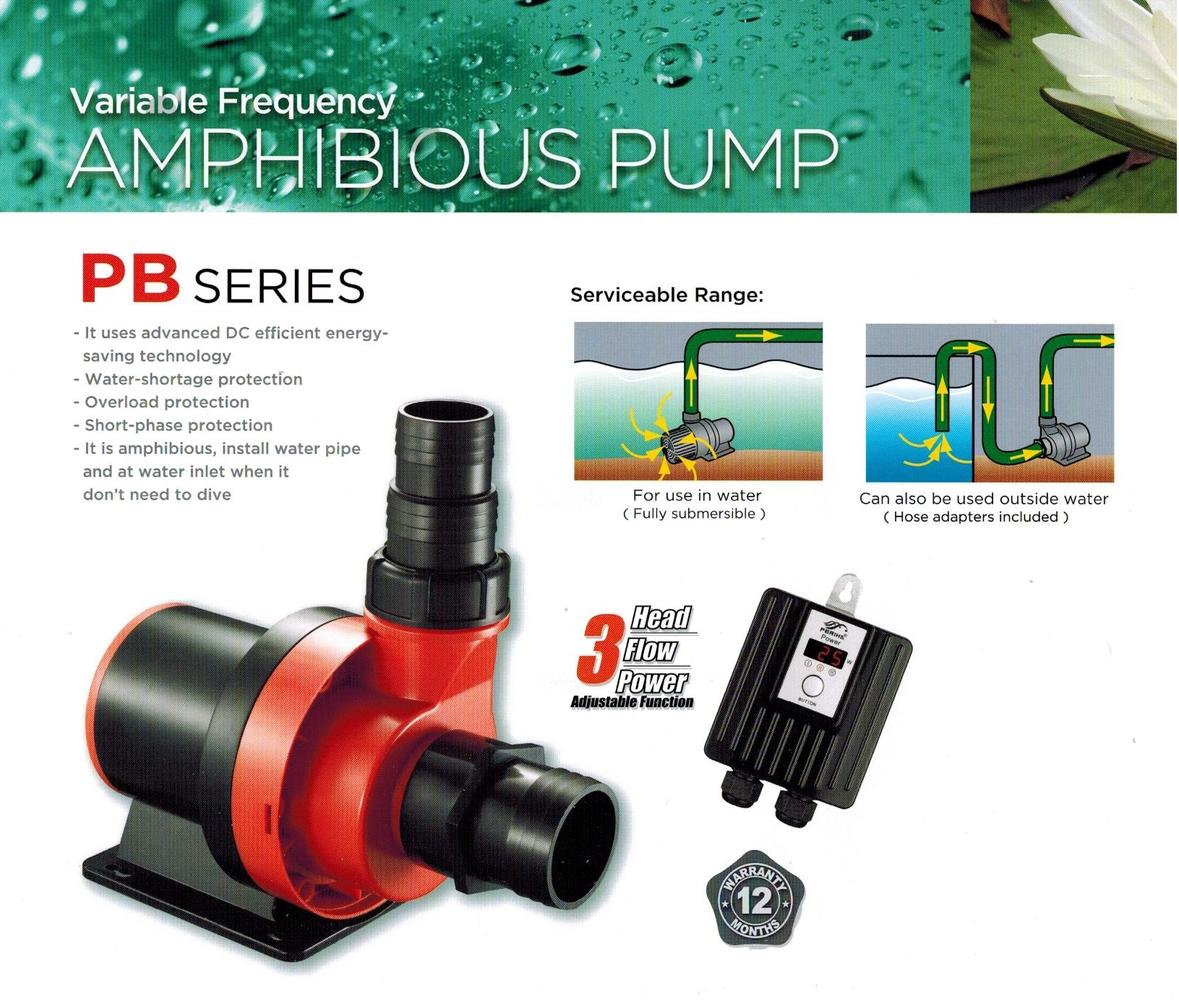 Variable Frequency
AMPHIBIOUS PUMP
PB SERIES
- It uses advanced DC efficient energy-
saving technology
- Water-shortage protection
- Overload protection
- Short-phase protection
- It is amphibious, install water pipe
and at water inlet when it
don't need to dive
Serviceable Range:
For use in water
( Fully submersible )
Can also be used outside water
( Hose adapters included )
3
Head
Flow
Power
Adjustable Function
PERIHA®
Power
25 W
BUTTON
WARRANTY
12
MONTHS